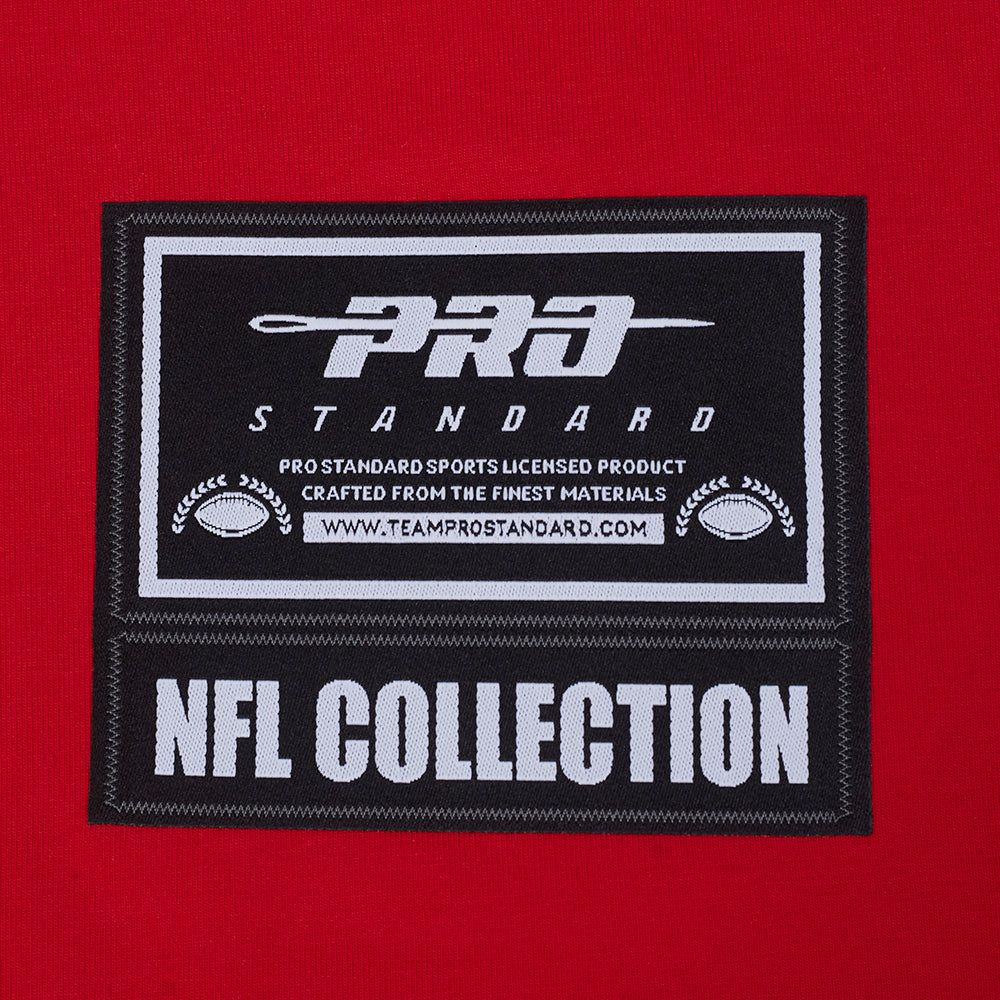 PRO
STANDARD
PRO STANDARD SPORTS LICENSED PRODUCT
CRAFTED FROM THE FINEST MATERIALS
WWW.TEAMPROSTANDARD.COM
NFL COLLECTION